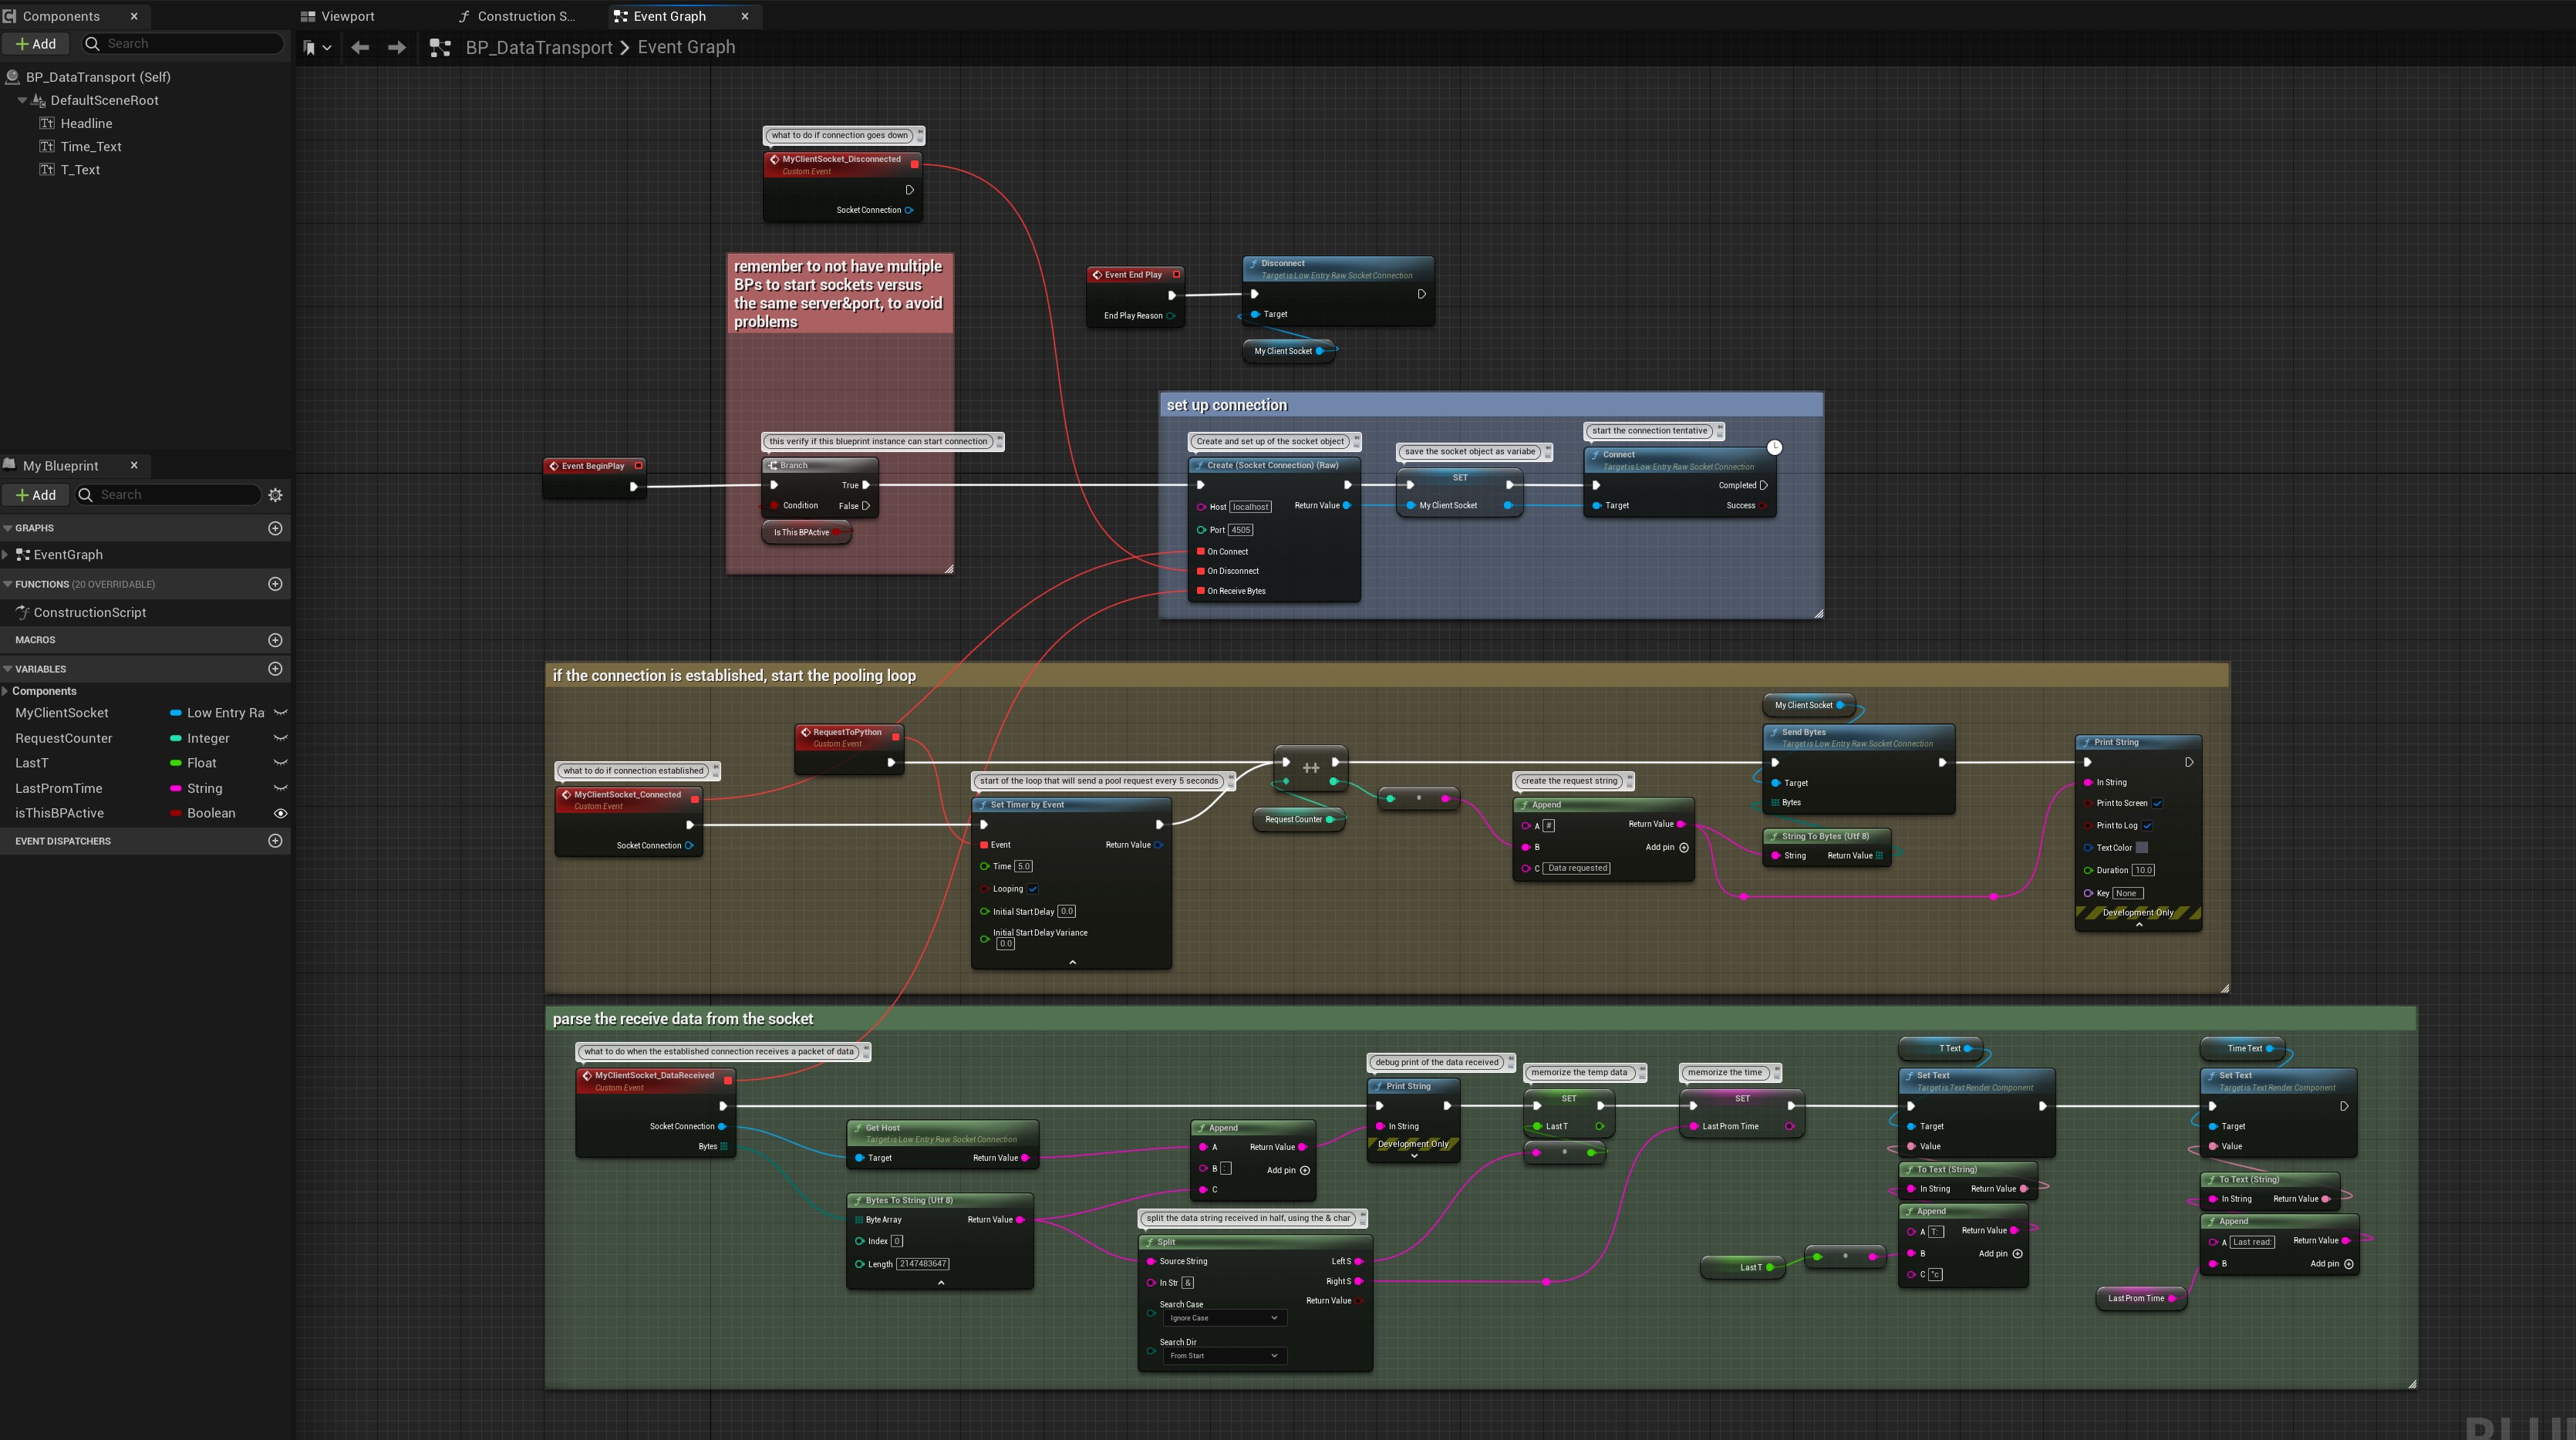 Components
Viewport
Construction S...
Event Graph
+ Add
Search
BP_DataTransport > Event Graph
BP_DataTransport (Self)
DefaultSceneRoot
Headline
Time_Text
T_Text
My Blueprint
+ Add
Search
GRAPHS
EventGraph
FUNCTIONS (20 OVERRIDABLE)
ConstructionScript
MACROS
VARIABLES
Components
MyClientSocket Low Entry Ra
RequestCounter Integer
LastT Float
LastPromTime String
isThisBPActive Boolean
EVENT DISPATCHERS
what to do if connection goes down
MyClientSocket_Disconnected
Custom Event
Socket Connection
remember to not have multiple
BPs to start sockets versus
the same server&port, to avoid
problems
Event End Play
End Play Reason
Disconnect
Target is Low Entry Raw Socket Connection
Target
My Client Socket
Event BeginPlay
this verify if this blueprint instance can start connection
Branch
True
Condition
False
Is This BPActive
set up connection
Create and set up of the socket object
Create (Socket Connection) (Raw)
Host localhost
Return Value
Port 4505
On Connect
On Disconnect
On Receive Bytes
save the socket object as variabe
SET
My Client Socket
start the connection tentative
Connect
Target is Low Entry Raw Socket Connection
Completed
Target
Success
if the connection is established, start the pooling loop
what to do if connection established
MyClientSocket_Connected
Custom Event
Socket Connection
RequestToPython
Custom Event
start of the loop that will send a pool request every 5 seconds
Set Timer by Event
Event
Return Value
Time 5.0
Looping
Initial Start Delay 0.0
Initial Start Delay Variance
0.0
++
Request Counter
create the request string
Append
A #
Return Value
B
Add pin
C Data requested
My Client Socket
Send Bytes
Target is Low Entry Raw Socket Connection
Target
Bytes
String To Bytes (Utf 8)
String
Return Value
Print String
In String
Print to Screen
Print to Log
Text Color
Duration 10.0
Key None
Development Only
parse the receive data from the socket
what to do when the established connection receives a packet of data
MyClientSocket_DataReceived
Custom Event
Socket Connection
Bytes
Get Host
Target is Low Entry Raw Socket Connection
Target
Return Value
Bytes To String (Utf 8)
Byte Array
Return Value
Index 0
Length 2147483647
Append
A
Return Value
B :
Add pin
C
split the data string received in half, using the & char
Split
Source String
Left S
In Str &
Right S
Return Value
Search Case
Ignore Case
Search Dir
From Start
debug print of the data received
Print String
In String
Development Only
memorize the temp data
SET
Last T
memorize the time
SET
Last Prom Time
T Text
Set Text
Target is Text Render Component
Target
Value
To Text (String)
In String
Return Value
Append
A T:
Return Value
B
Add pin
C °c
Last T
Time Text
Set Text
Target is Text Render Component
Target
Value
To Text (String)
In String
Return Value
Append
A Last read:
Return Value
B
Add pin
Last Prom Time